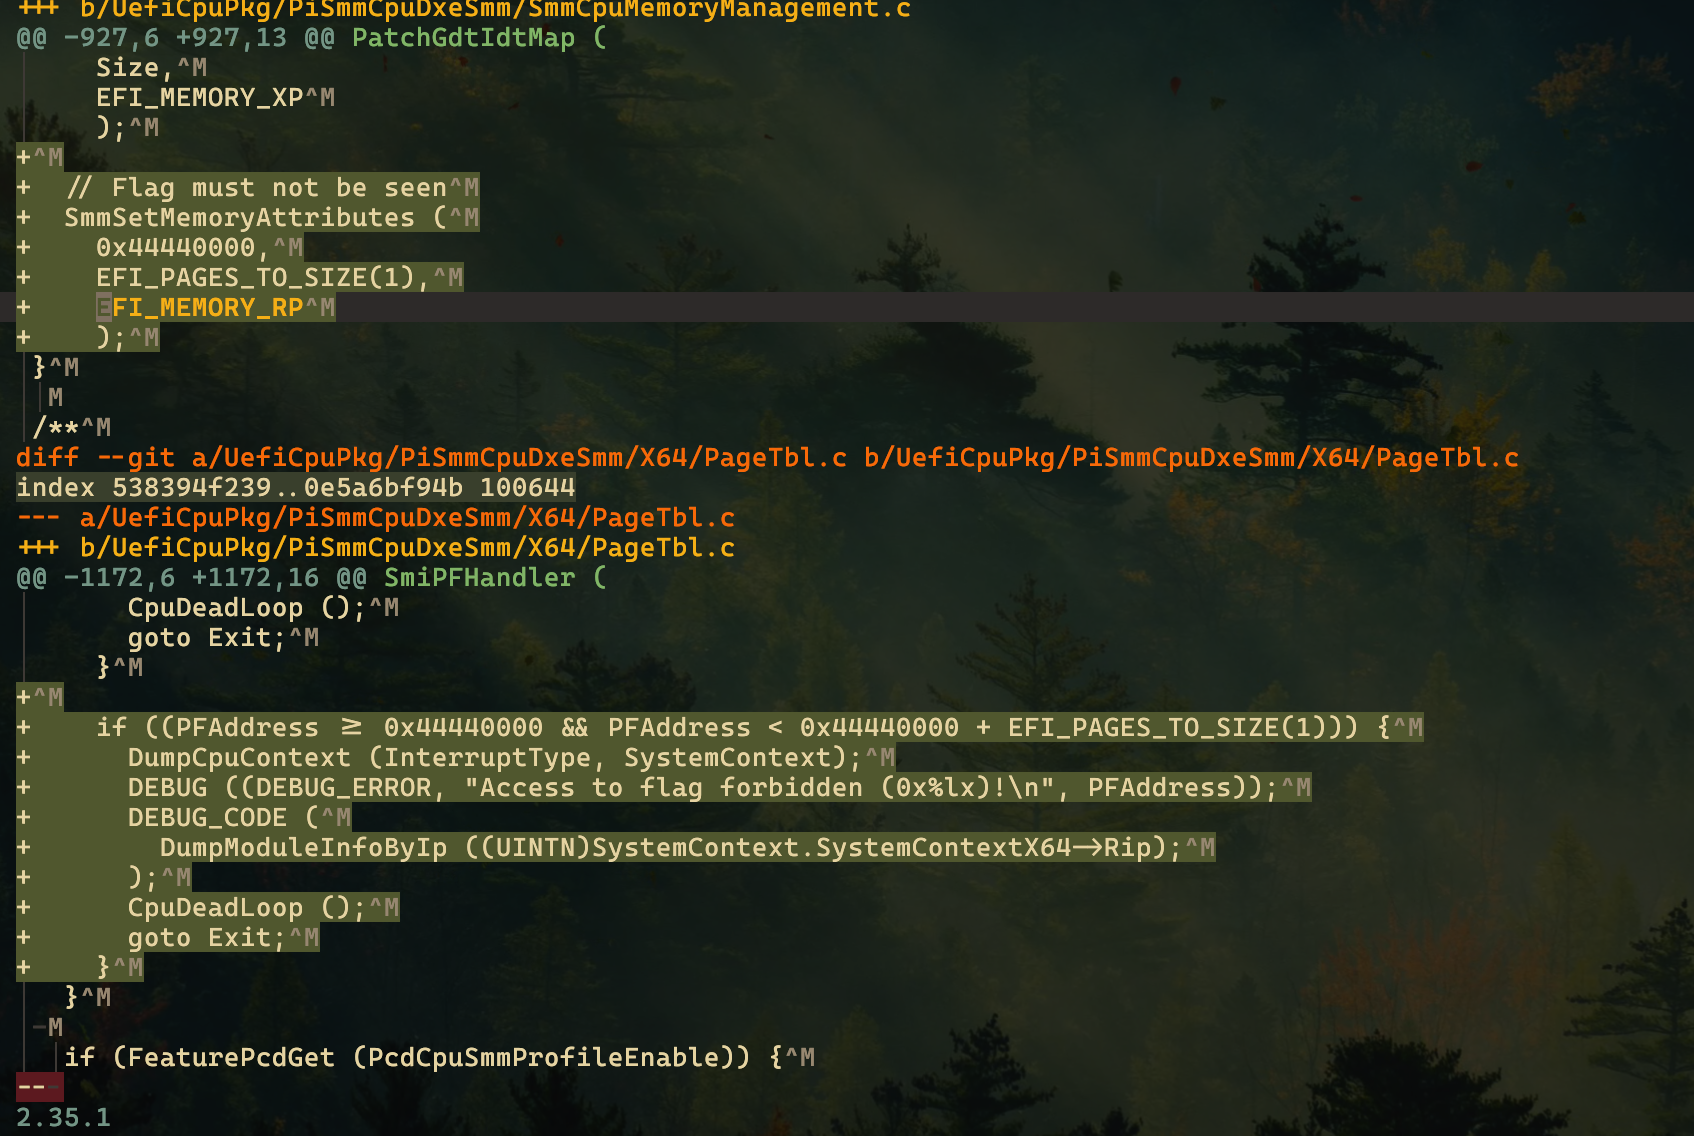 +++ b/UefiCpuPkg/PiSmmCpuDxeSmm/SmmCpuMemoryManagement.c
@@ -927,6 +927,13 @@ PatchGdtIdtMap (
     Size,^M
     EFI_MEMORY_XP^M
     );^M
+^M
+  // Flag must not be seen^M
+  SmmSetMemoryAttributes (^M
+    0x44440000,^M
+    EFI_PAGES_TO_SIZE(1),^M
+    EFI_MEMORY_RP^M
+    );^M
 }^M
  M
 /**^M
diff --git a/UefiCpuPkg/PiSmmCpuDxeSmm/X64/PageTbl.c b/UefiCpuPkg/PiSmmCpuDxeSmm/X64/PageTbl.c
index 538394f239..0e5a6bf94b 100644
--- a/UefiCpuPkg/PiSmmCpuDxeSmm/X64/PageTbl.c
+++ b/UefiCpuPkg/PiSmmCpuDxeSmm/X64/PageTbl.c
@@ -1172,6 +1172,16 @@ SmiPFHandler (
       CpuDeadLoop ();^M
       goto Exit;^M
     }^M
+^M
+    if ((PFAddress >= 0x44440000 && PFAddress < 0x44440000 + EFI_PAGES_TO_SIZE(1))) {^M
+      DumpCpuContext (InterruptType, SystemContext);^M
+      DEBUG ((DEBUG_ERROR, "Access to flag forbidden (0x%lx)!\n", PFAddress));^M
+      DEBUG_CODE (^M
+        DumpModuleInfoByIp ((UINTN)SystemContext.SystemContextX64->Rip);^M
+      );^M
+      CpuDeadLoop ();^M
+      goto Exit;^M
+    }^M
   }^M
 -M
   if (FeaturePcdGet (PcdCpuSmmProfileEnable)) {^M
---
2.35.1